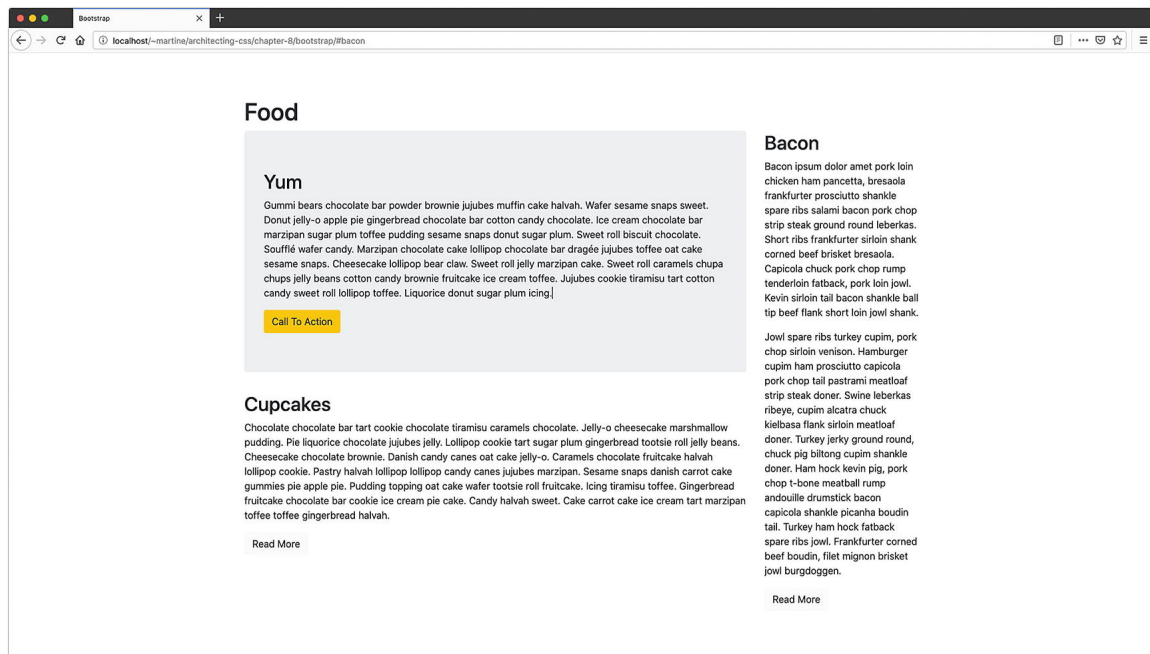 Bootstrap
localhost/~martine/architecting-css/chapter-8/bootstrap/#bacon
Food
Yum
Gummi bears chocolate bar powder brownie jujubes muffin cake halvah. Wafer sesame snaps sweet.
Donut jelly-o apple pie gingerbread chocolate bar cotton candy chocolate. Ice cream chocolate bar
marzipan sugar plum toffee pudding sesame snaps donut sugar plum. Sweet roll biscuit chocolate.
Soufflé wafer candy. Marzipan chocolate cake lollipop chocolate bar dragée jujubes toffee oat cake
sesame snaps. Cheesecake lollipop bear claw. Sweet roll jelly marzipan cake. Sweet roll caramels chupa
chups jelly beans cotton candy brownie fruitcake ice cream toffee. Jujubes cookie tiramisu tart cotton
candy sweet roll lollipop toffee. Liquorice donut sugar plum icing.
Call To Action
Cupcakes
Chocolate chocolate bar tart cookie chocolate tiramisu caramels chocolate. Jelly-o cheesecake marshmallow
pudding. Pie liquorice chocolate jujubes jelly. Lollipop cookie tart sugar plum gingerbread tootsie roll jelly beans.
Cheesecake chocolate brownie. Danish candy canes oat cake jelly-o. Caramels chocolate fruitcake halvah
lollipop cookie. Pastry halvah lollipop lollipop candy canes jujubes marzipan. Sesame snaps danish carrot cake
gummies pie apple pie. Pudding topping oat cake wafer tootsie roll fruitcake. Icing tiramisu toffee. Gingerbread
fruitcake chocolate bar cookie ice cream pie cake. Candy halvah sweet. Cake carrot cake ice cream tart marzipan
toffee toffee gingerbread halvah.
Read More
Bacon
Bacon ipsum dolor amet pork loin
chicken ham pancetta, bresaola
frankfurter prosciutto shankle
spare ribs salami bacon pork chop
strip steak ground round leberkas.
Short ribs frankfurter sirloin shank
corned beef brisket bresaola.
Capicola chuck pork chop rump
tenderloin fatback, pork loin jowl.
Kevin sirloin tail bacon shankle ball
tip beef flank short loin jowl shank.
Jowl spare ribs turkey cupim, pork
chop sirloin venison. Hamburger
cupim ham prosciutto capicola
pork chop tail pastrami meatloaf
strip steak doner. Swine leberkas
ribeye, cupim alcatra chuck
kielbasa flank sirloin meatloaf
doner. Turkey jerky ground round,
chuck pig biltong cupim shankle
doner. Ham hock kevin pig, pork
chop t-bone meatball rump
andouille drumstick bacon
capicola shankle picanha boudin
tail. Turkey ham hock fatback
spare ribs jowl. Frankfurter corned
beef boudin, filet mignon brisket
jowl burgdoggen.
Read More